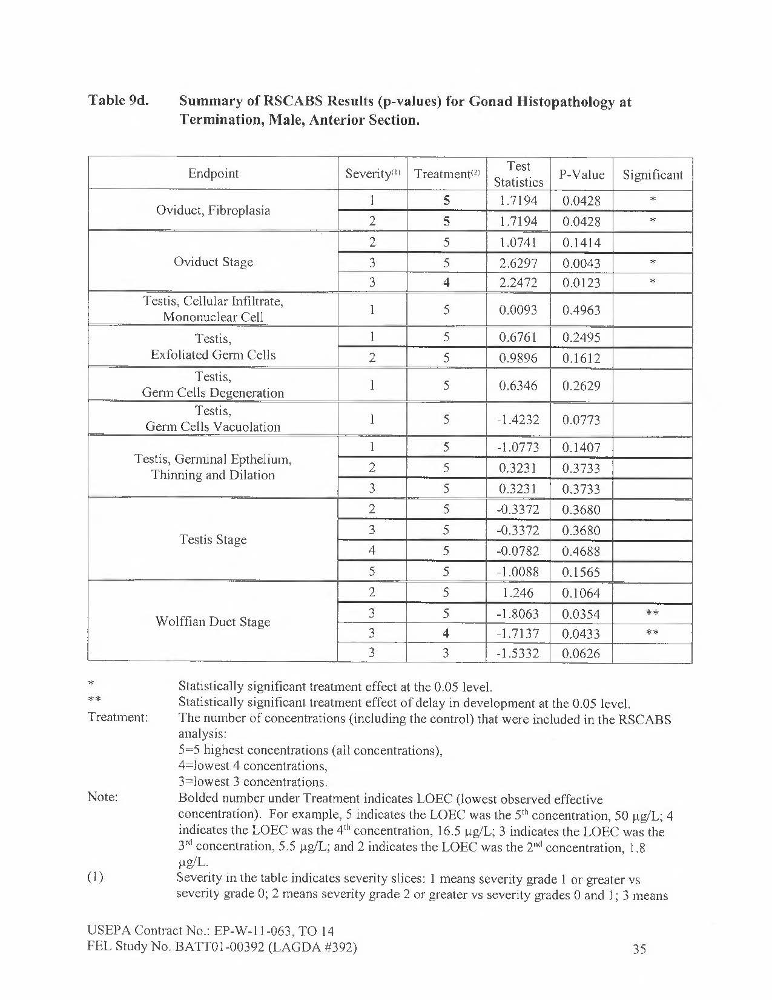 Table 9d. Summary of RSCABS Results (p-values) for Gonad Histopathology at
Termination, Male, Anterior Section.
Endpoint Severity(1) Treatment(2) Test Statistics P-Value Significant
Oviduct, Fibroplasia
1 5 1.7194 0.0428 *
2 5 1.7194 0.0428 *
Oviduct Stage
2 5 1.0741 0.1414
3 5 2.6297 0.0043 *
3 4 2.2472 0.0123 *
Testis, Cellular Infiltrate,
Mononuclear Cell
1 5 0.0093 0.4963
Testis,
Exfoliated Germ Cells
1 5 0.6761 0.2495
2 5 0.9896 0.1612
Testis,
Germ Cells Degeneration
1 5 0.6346 0.2629
Testis,
Germ Cells Vacuolation
1 5 -1.4232 0.0773
Testis, Germinal Epthelium,
Thinning and Dilation
1 5 -1.0773 0.1407
2 5 0.3231 0.3733
3 5 0.3231 0.3733
Testis Stage
2 5 -0.3372 0.3680
3 5 -0.3372 0.3680
4 5 -0.0782 0.4688
5 5 -1.0088 0.1565
Wolffian Duct Stage
2 5 1.246 0.1064
3 5 -1.8063 0.0354 **
3 4 -1.7137 0.0433 **
3 3 -1.5332 0.0626
* Statistically significant treatment effect at the 0.05 level.
** Statistically significant treatment effect of delay in development at the 0.05 level.
Treatment: The number of concentrations (including the control) that were included in the RSCABS
analysis:
5=5 highest concentrations (all concentrations),
4=lowest 4 concentrations,
3=lowest 3 concentrations.
Note: Bolded number under Treatment indicates LOEC (lowest observed effective
concentration). For example, 5 indicates the LOEC was the 5th concentration, 50 µg/L; 4
indicates the LOEC was the 4th concentration, 16.5 µg/L; 3 indicates the LOEC was the
3rd concentration, 5.5 µg/L; and 2 indicates the LOEC was the 2nd concentration, 1.8
µg/L.
(1) Severity in the table indicates severity slices: 1 means severity grade 1 or greater vs
severity grade 0; 2 means severity grade 2 or greater vs severity grades 0 and 1; 3 means
USEPA Contract No.: EP-W-11-063, TO 14
FEL Study No. BATT01-00392 (LAGDA #392) 35